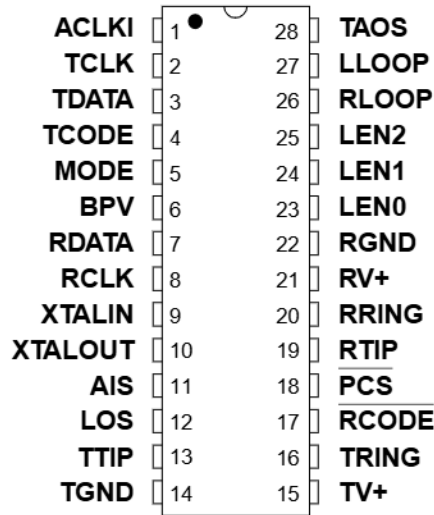 ACLKI 1 28 TAOS
TCLK 2 27 LLOOP
TDATA 3 26 RLOOP
TCODE 4 25 LEN2
MODE 5 24 LEN1
BPV 6 23 LEN0
RDATA 7 22 RGND
RCLK 8 21 RV+
XTALIN 9 20 RRING
XTALOUT 10 19 RTIP
AIS 11 18 PCS
LOS 12 17 RCODE
TTIP 13 16 TRING
TGND 14 15 TV+